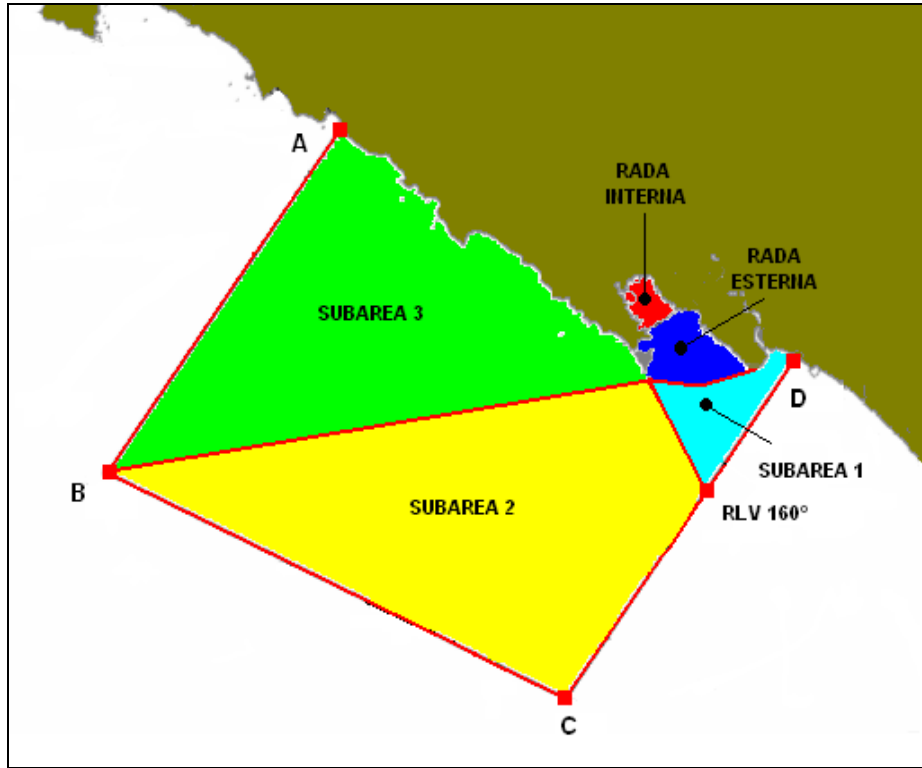 A
RADA
INTERNA
RADA
ESTERNA
SUBAREA 3
D
SUBAREA 1
B
SUBAREA 2
RLV 160°
C